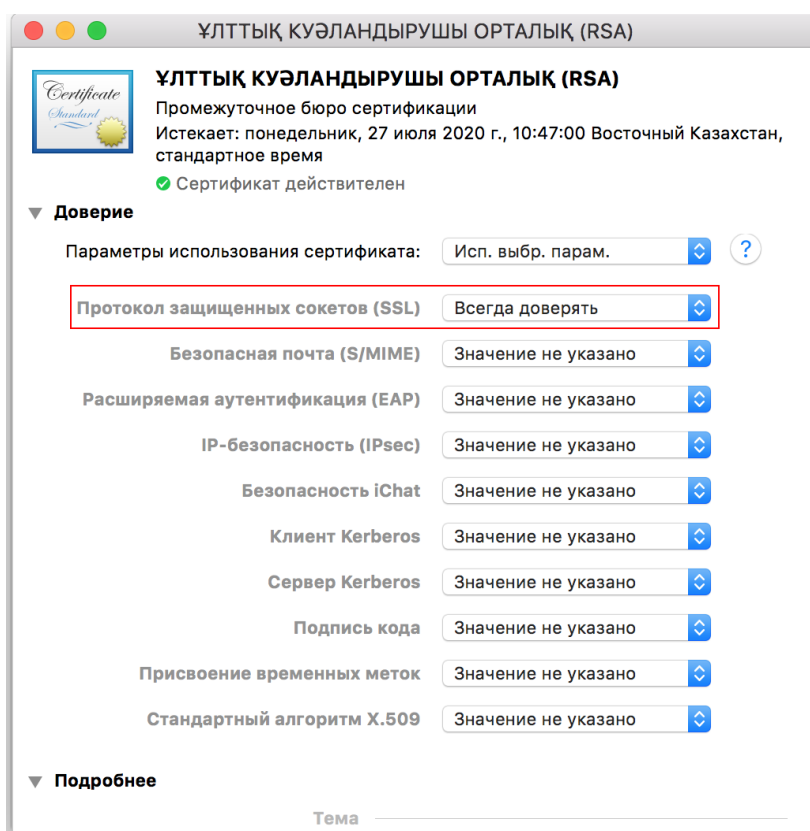 ҰЛТТЫҚ КУӘЛАНДЫРУШЫ ОРТАЛЫҚ (RSA)
Certificate
Standard
ҰЛТТЫҚ КУӘЛАНДЫРУШЫ ОРТАЛЫҚ (RSA)
Промежуточное бюро сертификации
Истекает: понедельник, 27 июля 2020 г., 10:47:00 Восточный Казахстан,
стандартное время
Сертификат действителен
Доверие
Параметры использования сертификата: Исп. выбр. парам. ?
Протокол защищенных сокетов (SSL) Всегда доверять
Безопасная почта (S/MIME) Значение не указано
Расширяемая аутентификация (EAP) Значение не указано
IP-безопасность (IPsec) Значение не указано
Безопасность iChat Значение не указано
Клиент Kerberos Значение не указано
Сервер Kerberos Значение не указано
Подпись кода Значение не указано
Присвоение временных меток Значение не указано
Стандартный алгоритм X.509 Значение не указано
Подробнее
Тема